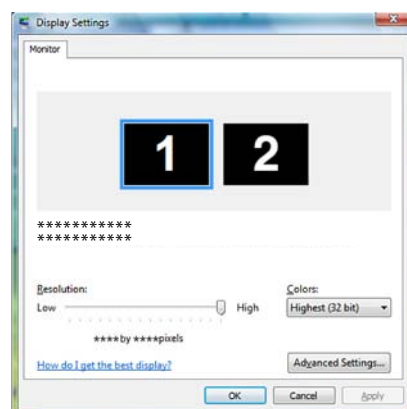 Display Settings
Monitor
1 2
***********
***********
Resolution: Colors:
Low High Highest (32 bit)
****by ****pixels
How do I get the best display? Advanced Settings...
OK Cancel Apply